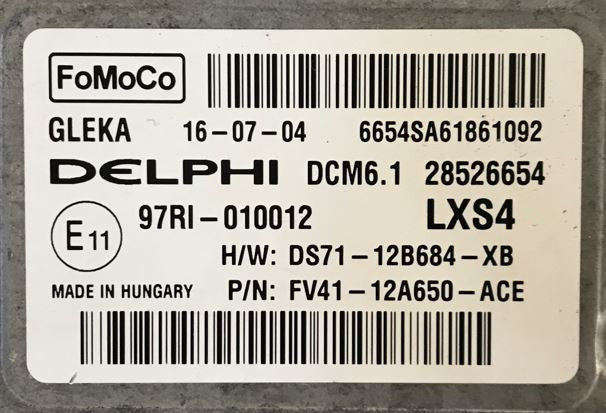 FoMoCo
GLEKA 16-07-04 6654SA61861092
DELPHI DCM6.1 28526654
E11 97RI-010012 LXS4
H/W: DS71-12B684-XB
MADE IN HUNGARY P/N: FV41-12A650-ACE